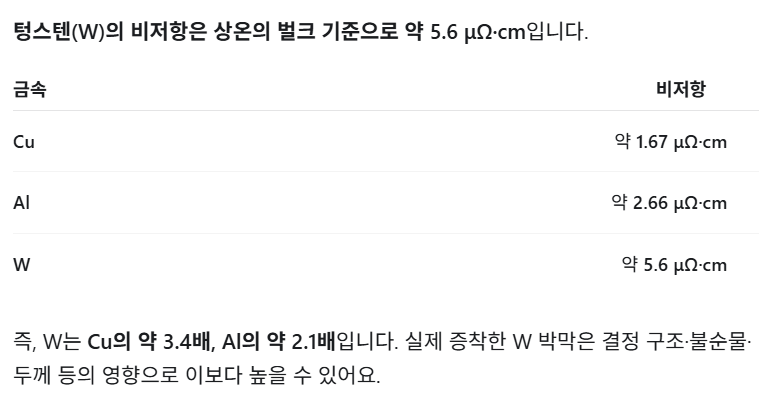 텅스텐(W)의 비저항은 상온의 벌크 기준으로 약 5.6 μΩ·cm입니다.
금속 비저항
Cu 약 1.67 μΩ·cm
Al 약 2.66 μΩ·cm
W 약 5.6 μΩ·cm
즉, W는 Cu의 약 3.4배, Al의 약 2.1배입니다. 실제 증착한 W 박막은 결정 구조·불순물·
두께 등의 영향으로 이보다 높을 수 있어요.